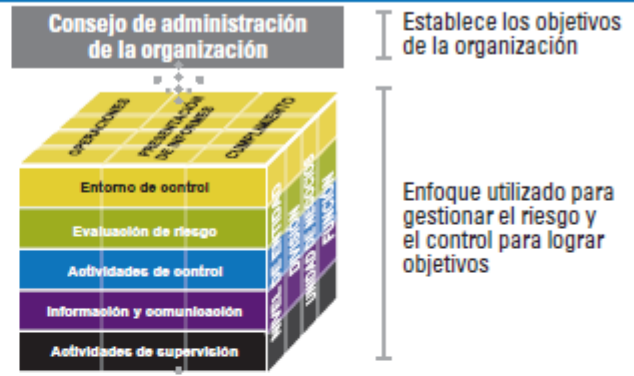 Consejo de administración
de la organización
Establece los objetivos
de la organización
OPERACIONES
PRESENTACIÓN
DE INFORMES
CUMPLIMIENTO
Entorno de control
Evaluación de riesgo
Actividades de control
Información y comunicación
Actividades de supervisión
NIVEL DE ENTIDAD
DIVISIÓN
UNIDAD DE NEGOCIOS
FUNCIÓN
Enfoque utilizado para
gestionar el riesgo y
el control para lograr
objetivos